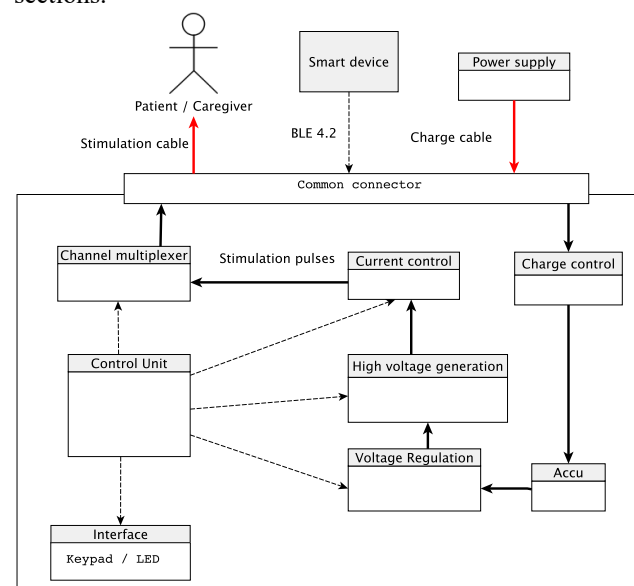 sections.
Smart device
Power supply
Patient / Caregiver
BLE 4.2
Charge cable
Stimulation cable
Common connector
Channel multiplexer
Stimulation pulses
Current control
Charge control
Control Unit
High voltage generation
Voltage Regulation
Accu
Interface
Keypad / LED